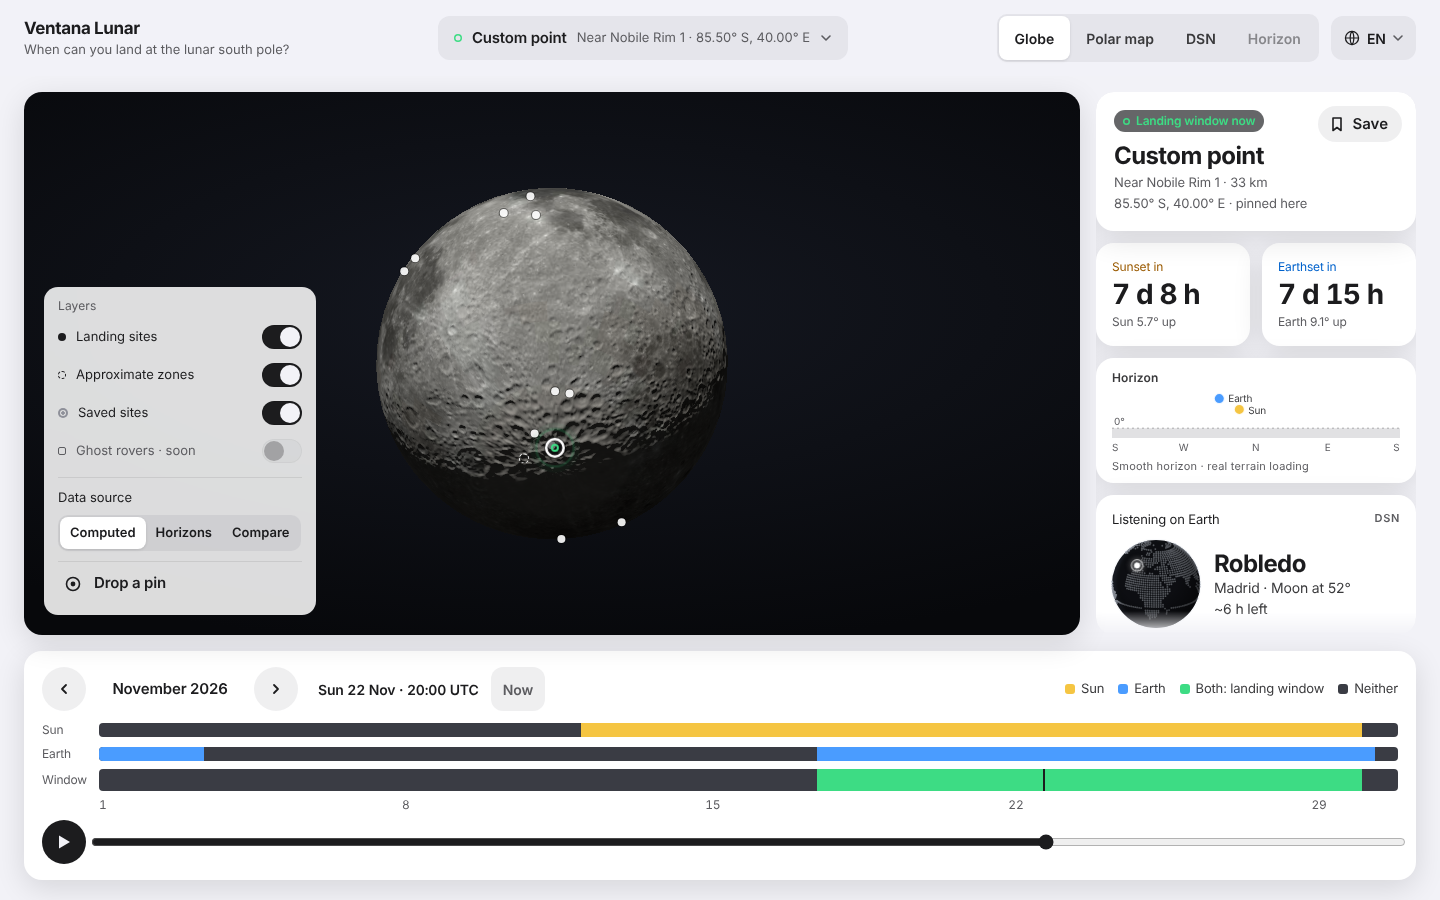 Ventana Lunar
When can you land at the lunar south pole?
Custom point Near Nobile Rim 1 · 85.50° S, 40.00° E
Globe Polar map DSN Horizon
EN
Layers
Landing sites
Approximate zones
Saved sites
Ghost rovers · soon
Data source
Computed Horizons Compare
Drop a pin
Landing window now
Save
Custom point
Near Nobile Rim 1 · 33 km
85.50° S, 40.00° E · pinned here
Sunset in
7 d 8 h
Sun 5.7° up
Earthset in
7 d 15 h
Earth 9.1° up
Horizon
Earth
Sun
0°
S W N E S
Smooth horizon · real terrain loading
Listening on Earth DSN
Robledo
Madrid · Moon at 52°
~6 h left
November 2026
Sun 22 Nov · 20:00 UTC
Now
Sun Earth Both: landing window Neither
Sun
Earth
Window
1 8 15 22 29